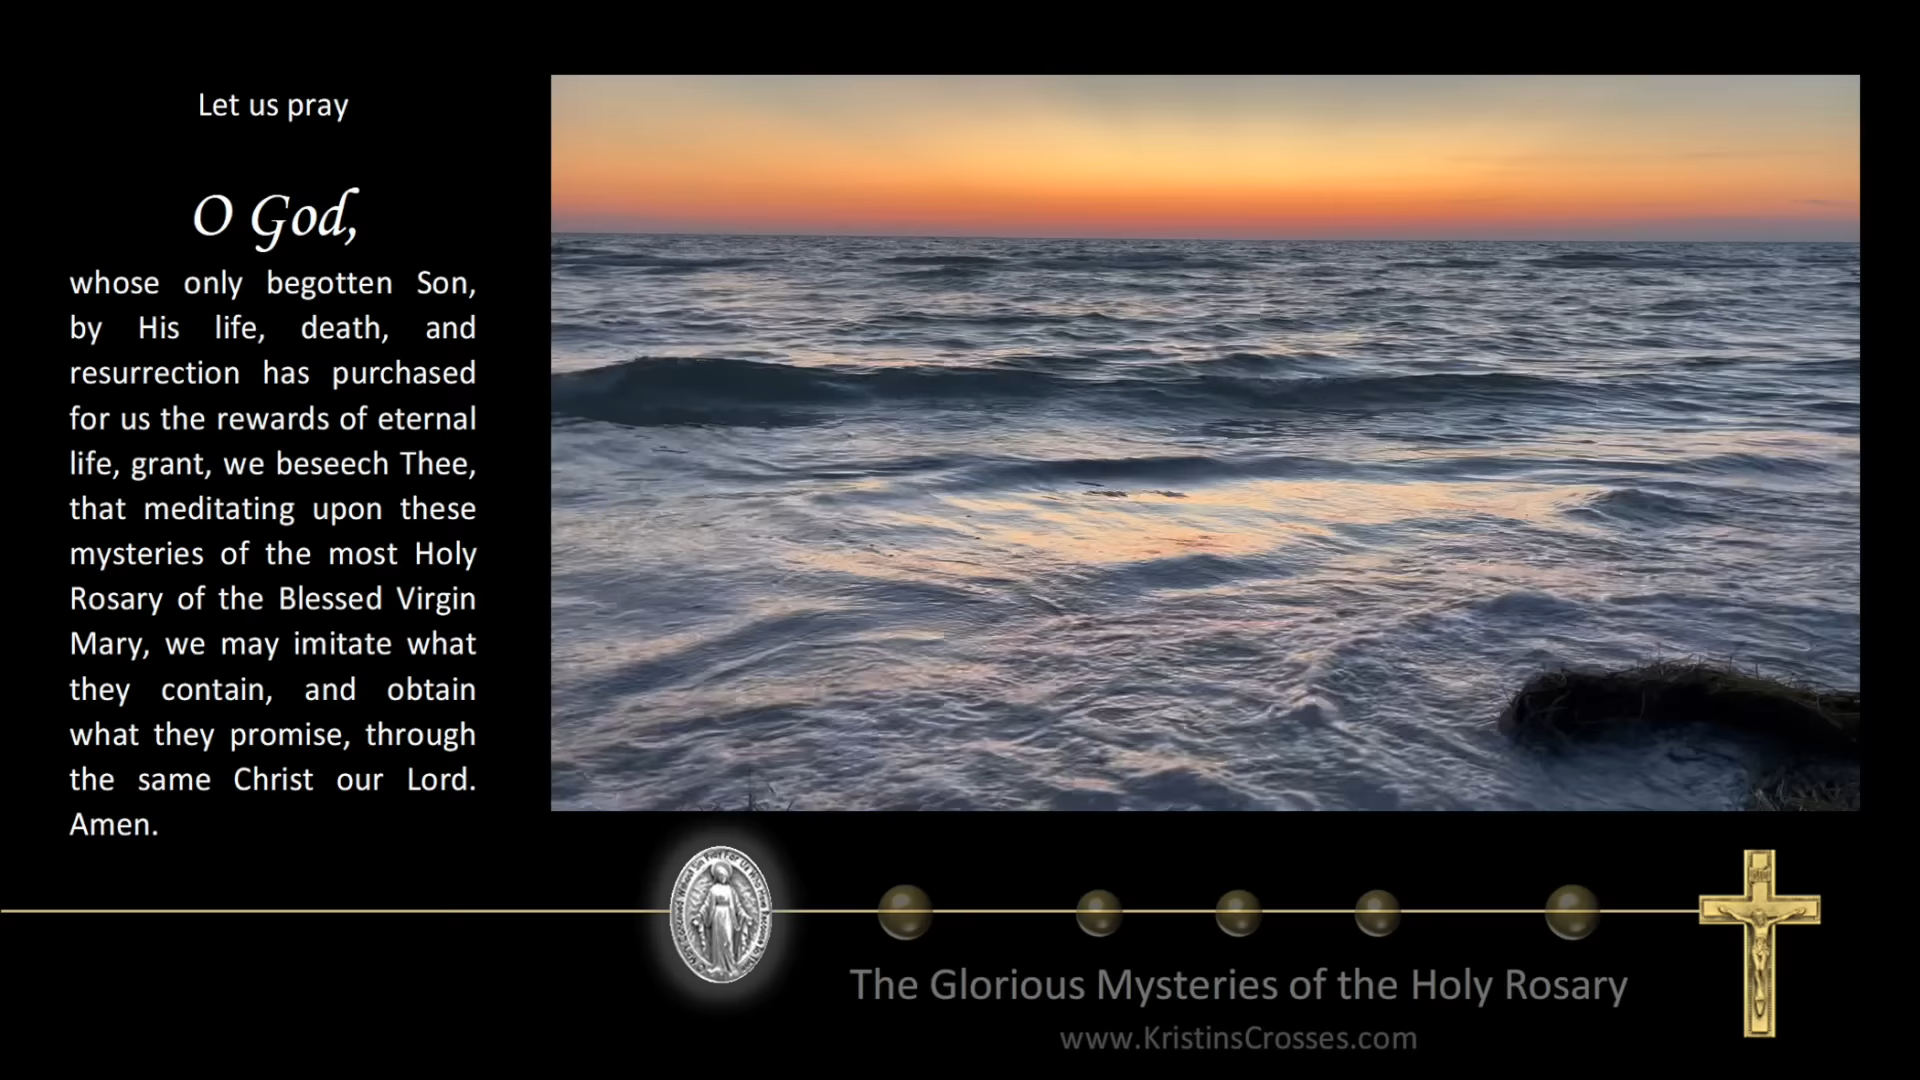 Let us pray
O God,
whose only begotten Son,
by His life, death, and
resurrection has purchased
for us the rewards of eternal
life, grant, we beseech Thee,
that meditating upon these
mysteries of the most Holy
Rosary of the Blessed Virgin
Mary, we may imitate what
they contain, and obtain
what they promise, through
the same Christ our Lord.
Amen.
The Glorious Mysteries of the Holy Rosary
www.KristinsCrosses.com